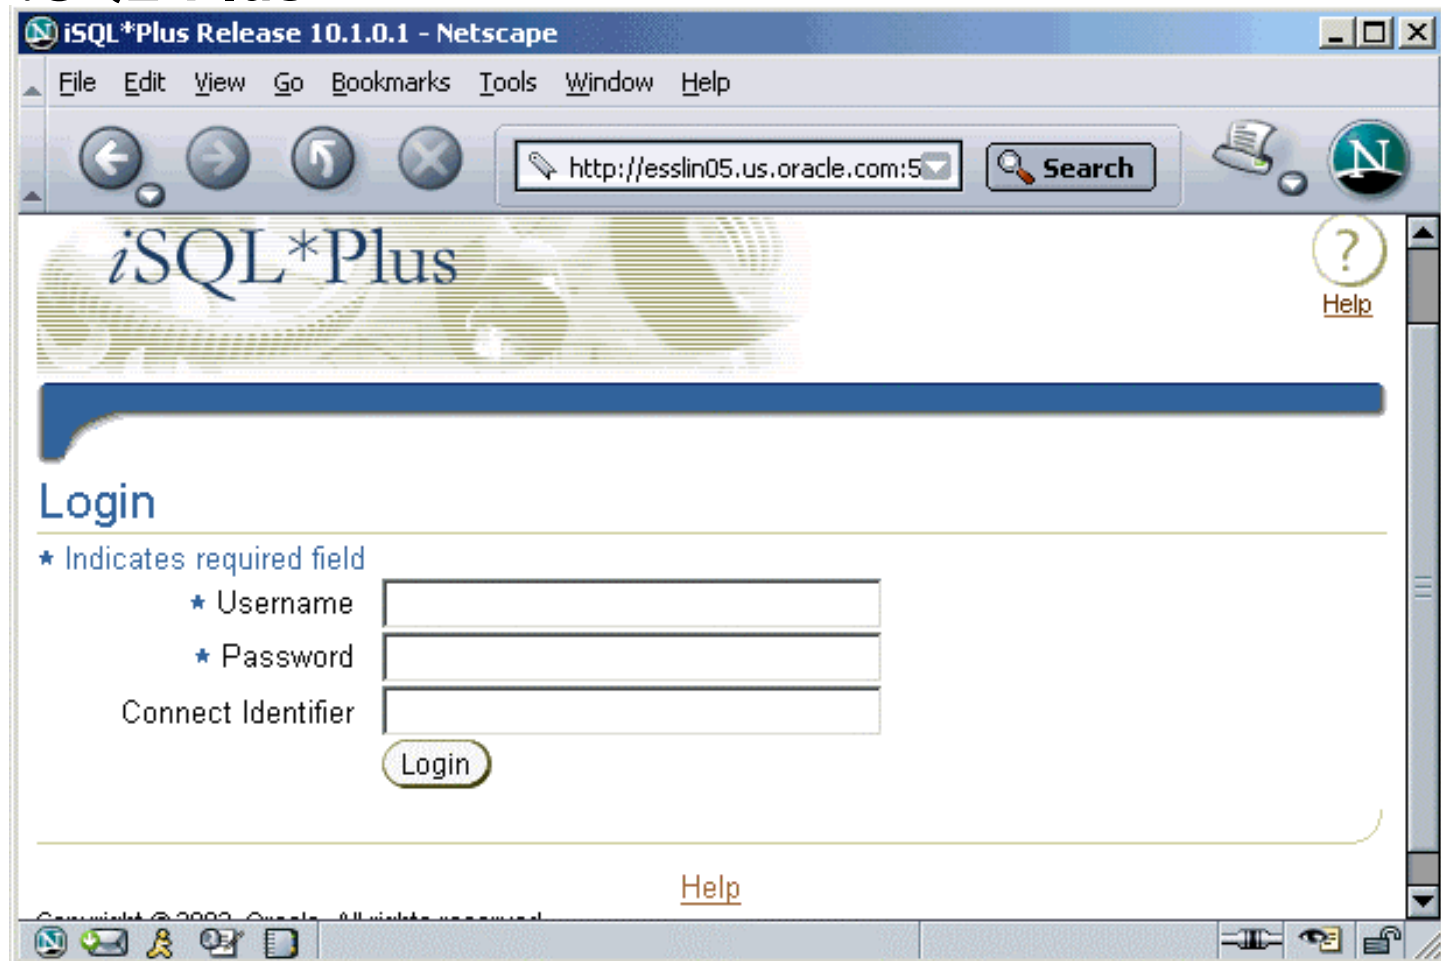 iSQL*Plus Release 10.1.0.1 - Netscape
File Edit View Go Bookmarks Tools Window Help
http://esslin05.us.oracle.com:5 Search
N
iSQL*Plus
?
Help
Login
* Indicates required field
* Username
* Password
Connect Identifier
Login
Help